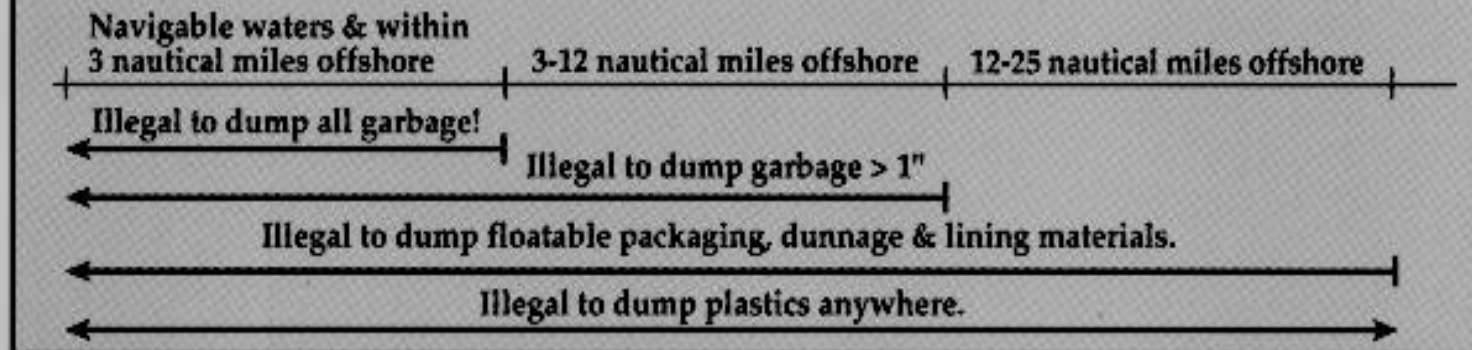 Navigable waters & within
3 nautical miles offshore
3-12 nautical miles offshore
12-25 nautical miles offshore
Illegal to dump all garbage!
Illegal to dump garbage > 1"
Illegal to dump floatable packaging, dunnage & lining materials.
Illegal to dump plastics anywhere.